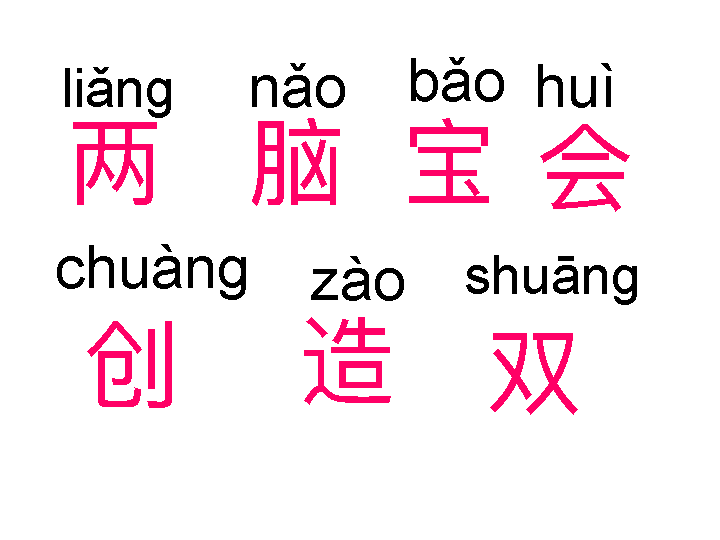 liǎng nǎo bǎo huì
两 脑 宝 会
chuàng zào shuāng
创 造 双